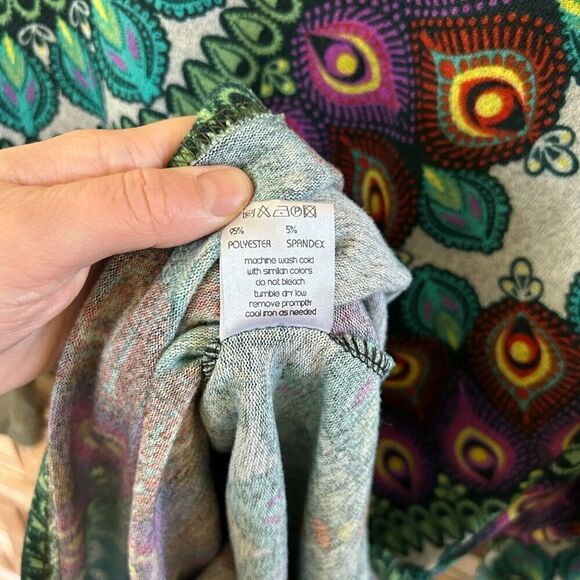 95% 5%
POLYESTER SPANDEX
machine wash cold
with similar colors
do not bleach
tumble dry low
remove promptly
cool iron as needed